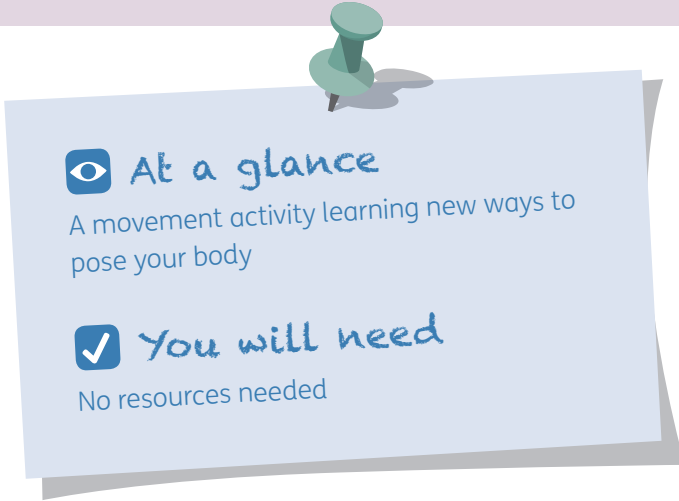 At a glance
A movement activity learning new ways to
pose your body
You will need
No resources needed